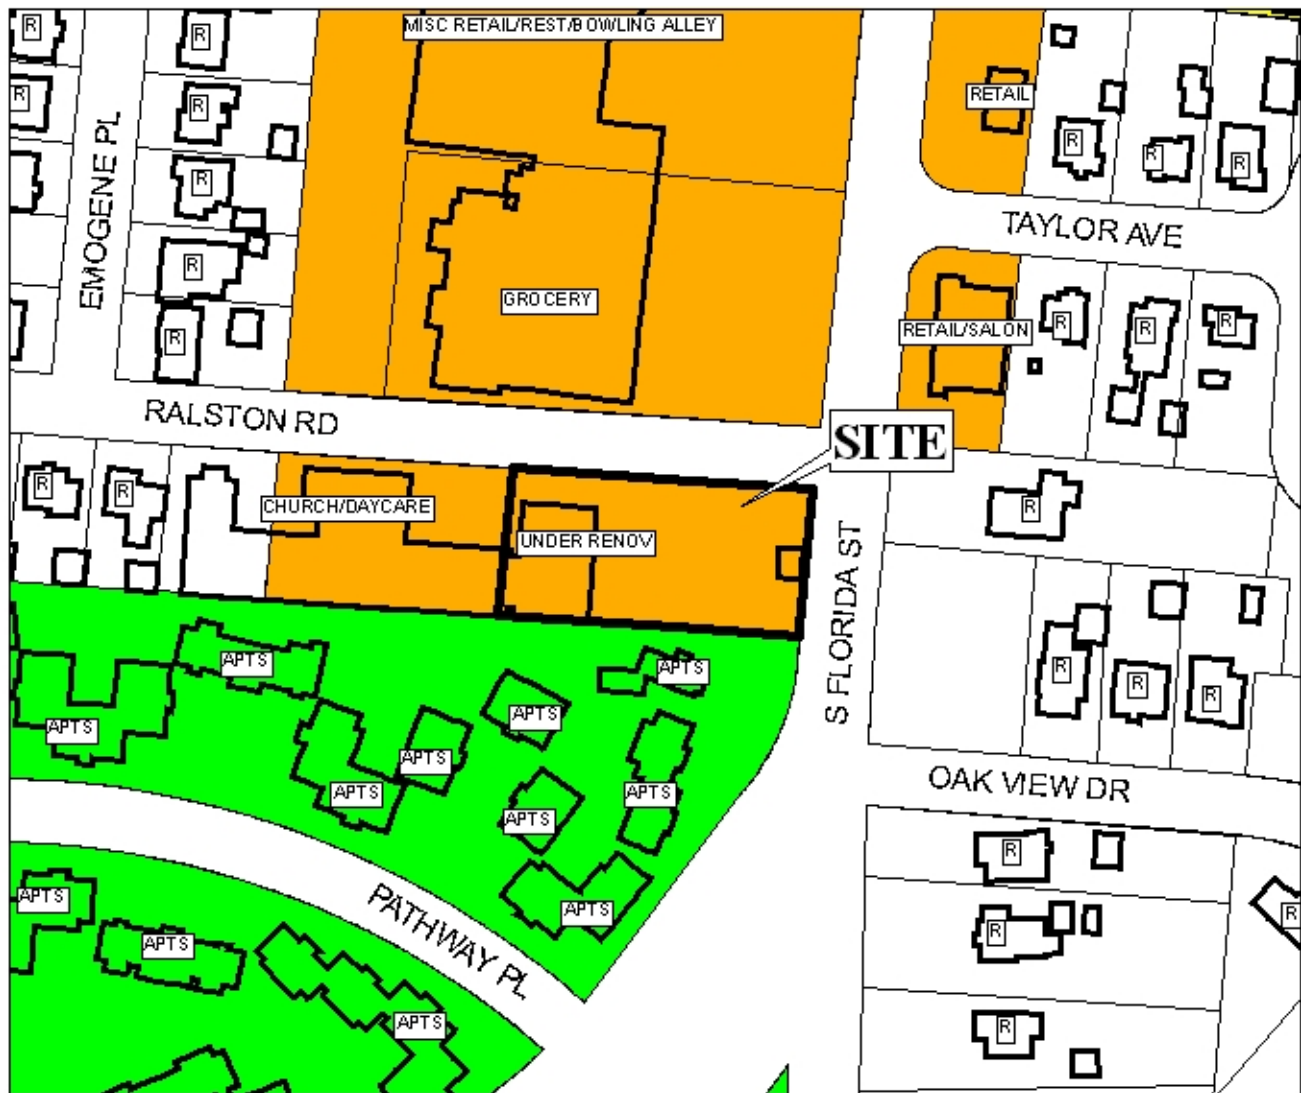 R
R
MISC RETAIL/REST/BOWLING ALLEY
R
R
RETAIL
R
R
R
R
EMOGENE PL
R
TAYLOR AVE
R
GROCERY
R
RETAIL/SALON
R
R
R
RALSTON RD
SITE
R
R
CHURCH/DAYCARE
R
UNDER RENOV
S FLORIDA ST
APTS
APTS
R
R
R
APTS
APTS
APTS
APTS
APTS
APTS
OAK VIEW DR
R
APTS
APTS
PATHWAY PL
R
R
APTS
APTS
R